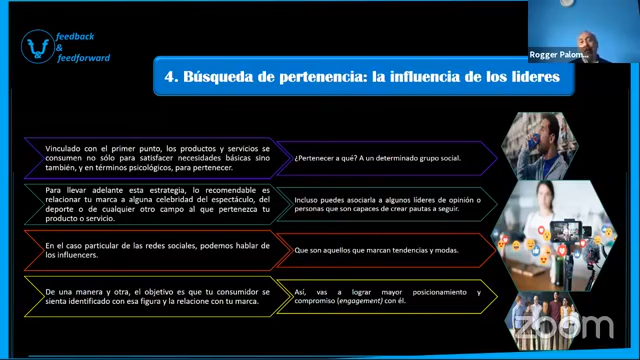 feedback
&
feedforward
Rogger Palom...
4. Búsqueda de pertenencia: la influencia de los lideres
Vinculado con el primer punto, los productos y servicios se
consumen no sólo para satisfacer necesidades básicas sino
también, y en términos psicológicos, para pertenecer.
¿Pertenecer a qué? A un determinado grupo social.
Para llevar adelante esta estrategia, lo recomendable es
relacionar tu marca a alguna celebridad del espectáculo, del
deporte o de cualquier otro campo al que pertenezca tu
producto o servicio.
Incluso puedes asociarla a algunos líderes de opinión o
personas que son capaces de crear pautas a seguir.
En el caso particular de las redes sociales, podemos hablar de
los influencers.
Que son aquellos que marcan tendencias y modas.
De una manera y otra, el objetivo es que tu consumidor se
sienta identificado con esa figura y la relacione con tu marca.
Así, vas a lograr mayor posicionamiento y
compromiso (engagement) con él.
zoom